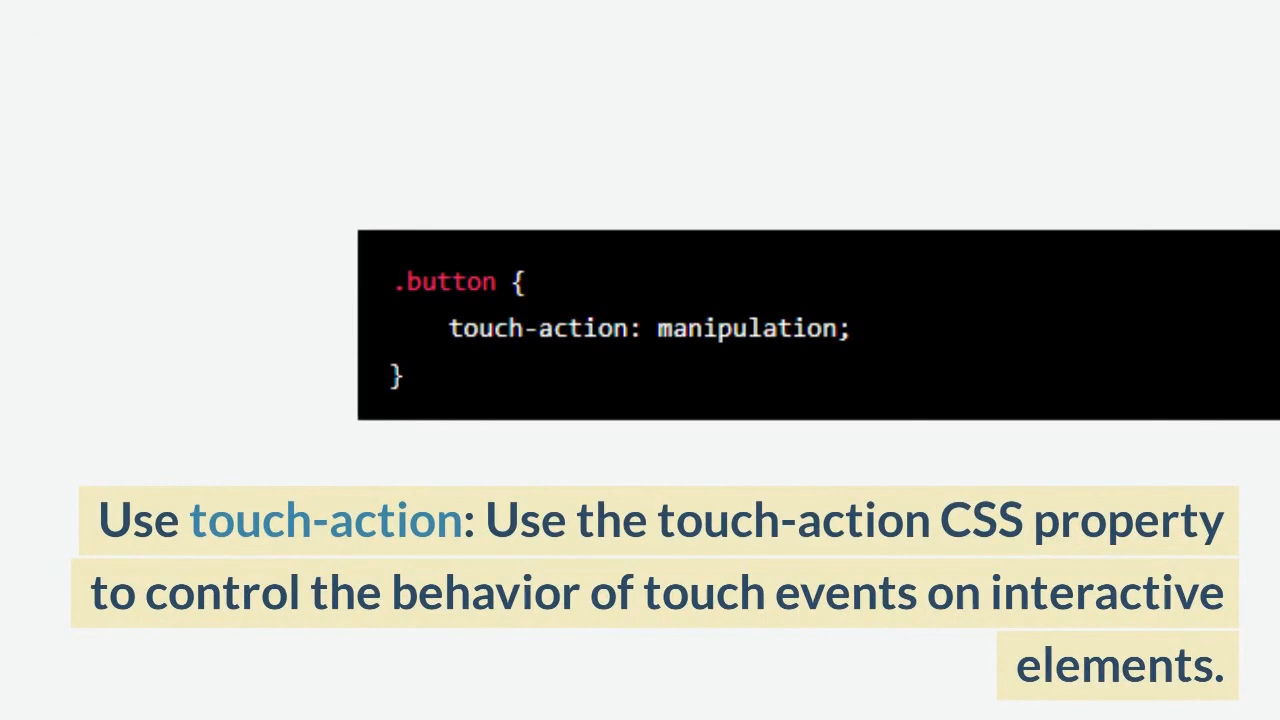 .button {
touch-action: manipulation;
}
Use touch-action: Use the touch-action CSS property
to control the behavior of touch events on interactive
elements.